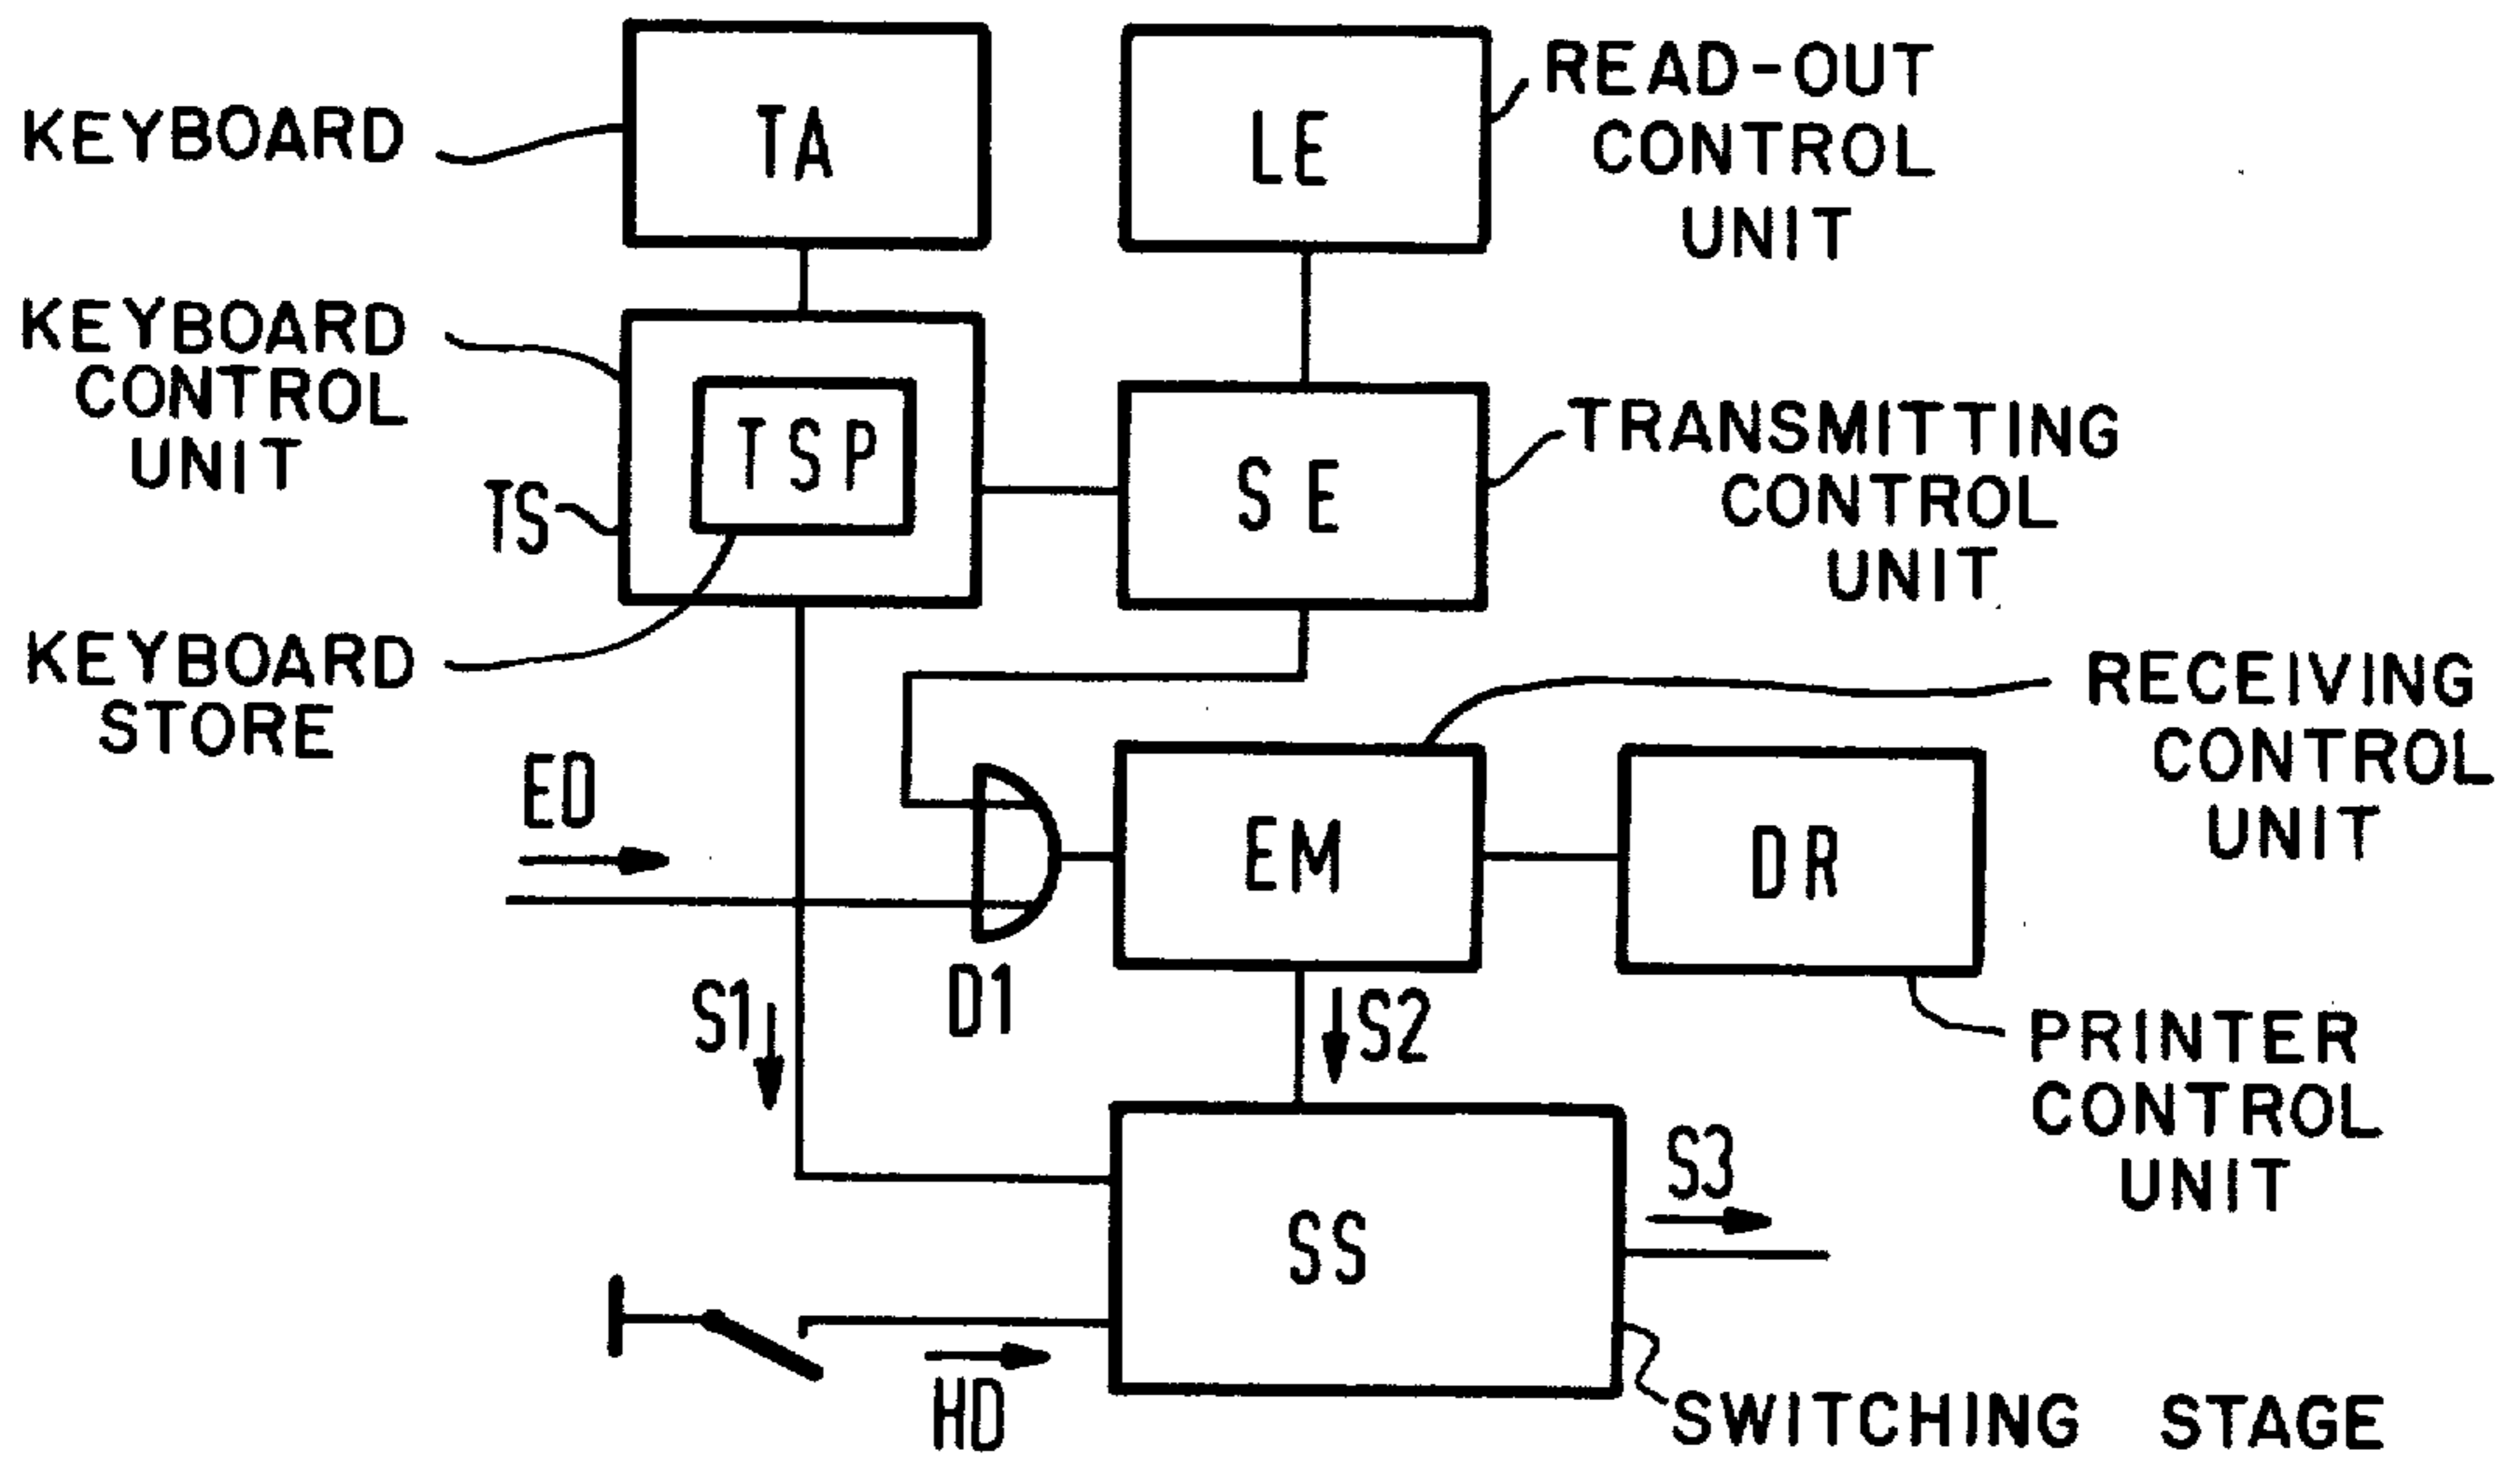 KEYBOARD
TA
LE
READ-OUT
CONTROL
UNIT
KEYBOARD
CONTROL
UNIT
TS
TSP
SE
TRANSMITTING
CONTROL
UNIT
KEYBOARD
STORE
ED
D1
EM
DR
RECEIVING
CONTROL
UNIT
S1
S2
PRINTER
CONTROL
UNIT
SS
S3
HD
SWITCHING STAGE